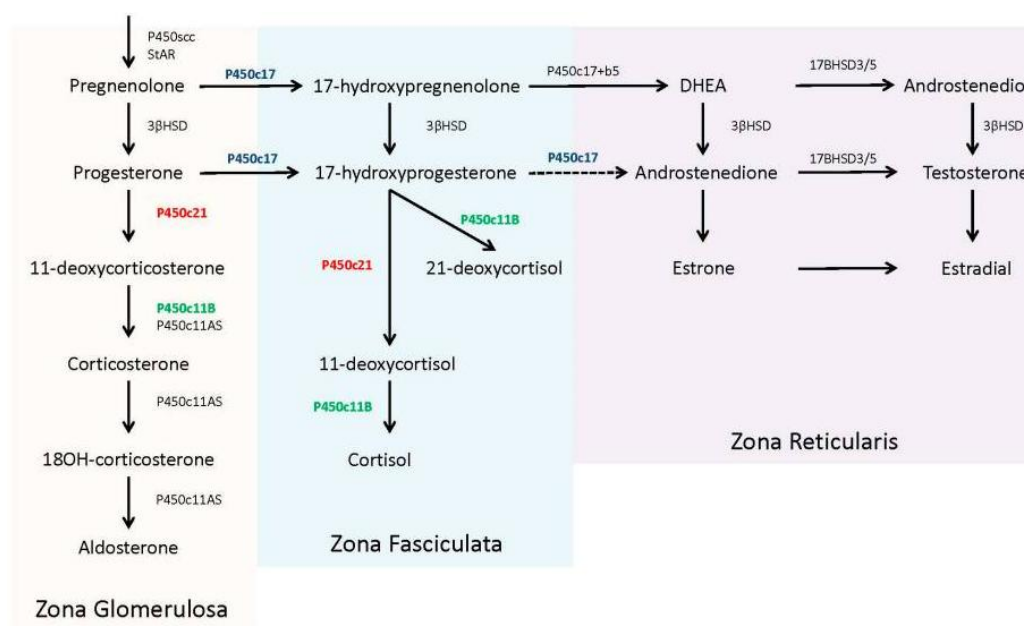 P450scc
StAR
Pregnenolone
P450c17
17-hydroxypregnenolone
P450c17+b5
DHEA
17BHSD3/5
Androstenedio
3βHSD
3βHSD
3βHSD
3βHSD
Progesterone
P450c17
17-hydroxyprogesterone
P450c17
Androstenedione
17BHSD3/5
Testosterone
P450c21
P450c11B
P450c21
11-deoxycorticosterone
21-deoxycortisol
Estrone
Estradial
P450c11B
P450c11AS
Corticosterone
11-deoxycortisol
P450c11AS
P450c11B
18OH-corticosterone
Cortisol
Zona Reticularis
P450c11AS
Aldosterone
Zona Fasciculata
Zona Glomerulosa